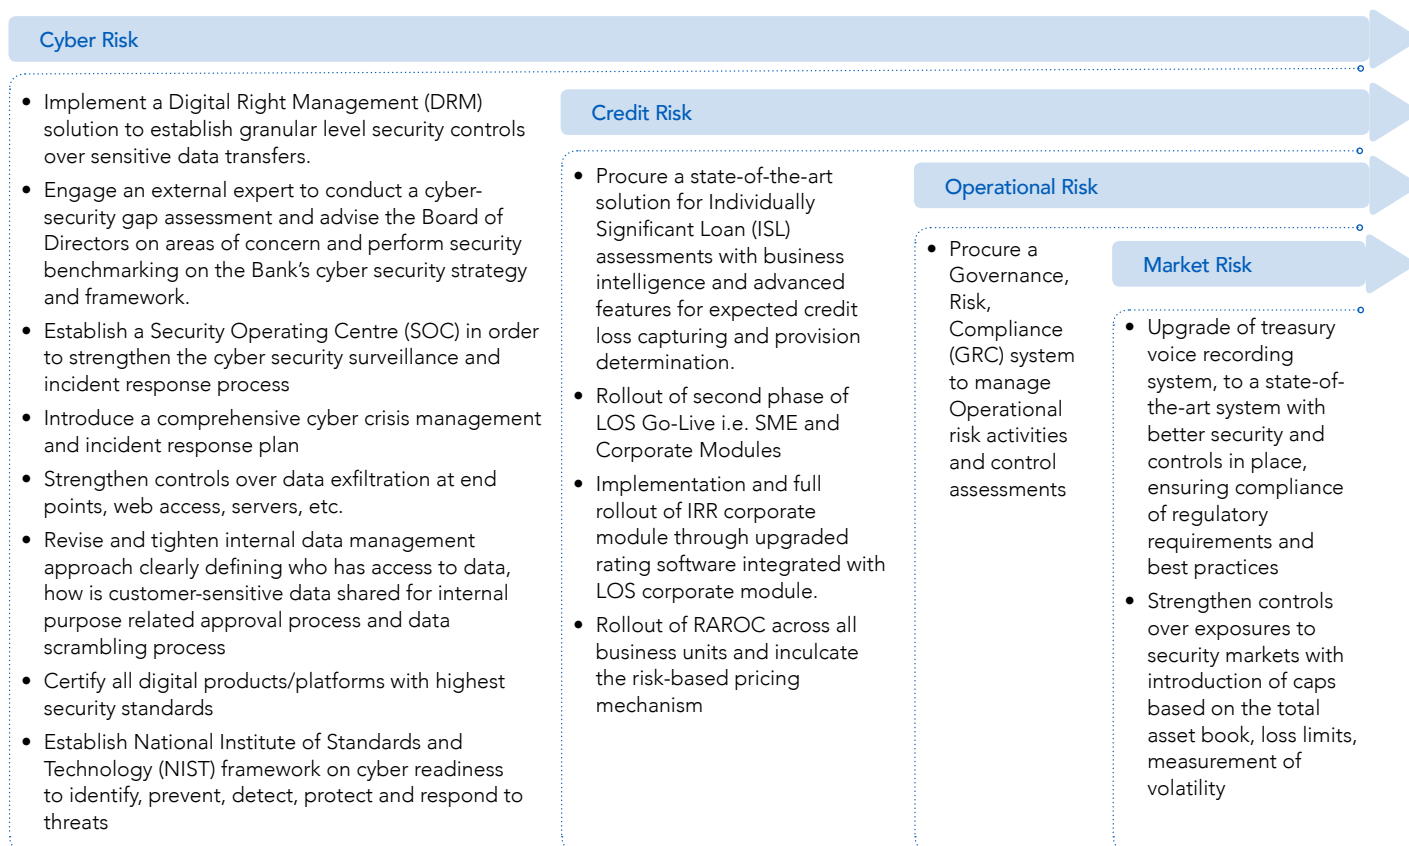 Cyber Risk
• Implement a Digital Right Management (DRM)
solution to establish granular level security controls
over sensitive data transfers.
• Engage an external expert to conduct a cyber-
security gap assessment and advise the Board of
Directors on areas of concern and perform security
benchmarking on the Bank’s cyber security strategy
and framework.
• Establish a Security Operating Centre (SOC) in order
to strengthen the cyber security surveillance and
incident response process
• Introduce a comprehensive cyber crisis management
and incident response plan
• Strengthen controls over data exfiltration at end
points, web access, servers, etc.
• Revise and tighten internal data management
approach clearly defining who has access to data,
how is customer-sensitive data shared for internal
purpose related approval process and data
scrambling process
• Certify all digital products/platforms with highest
security standards
• Establish National Institute of Standards and
Technology (NIST) framework on cyber readiness
to identify, prevent, detect, protect and respond to
threats
Credit Risk
• Procure a state-of-the-art
solution for Individually
Significant Loan (ISL)
assessments with business
intelligence and advanced
features for expected credit
loss capturing and provision
determination.
• Rollout of second phase of
LOS Go-Live i.e. SME and
Corporate Modules
• Implementation and full
rollout of IRR corporate
module through upgraded
rating software integrated with
LOS corporate module.
• Rollout of RAROC across all
business units and inculcate
the risk-based pricing
mechanism
Operational Risk
• Procure a
Governance,
Risk,
Compliance
(GRC) system
to manage
Operational
risk activities
and control
assessments
Market Risk
• Upgrade of treasury
voice recording
system, to a state-of-
the-art system with
better security and
controls in place,
ensuring compliance
of regulatory
requirements and
best practices
• Strengthen controls
over exposures to
security markets with
introduction of caps
based on the total
asset book, loss limits,
measurement of
volatility